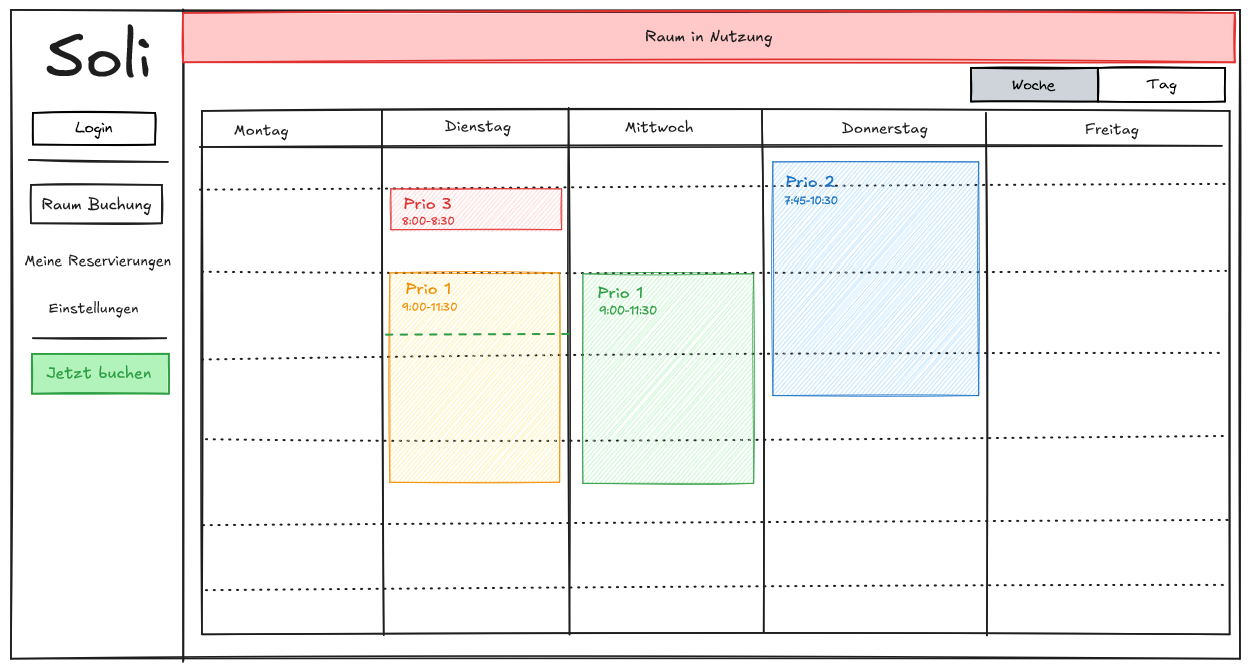 Soli
Raum in Nutzung
Woche
Tag
Login
Raum Buchung
Meine Reservierungen
Einstellungen
Jetzt buchen
Montag
Dienstag
Mittwoch
Donnerstag
Freitag
Prio 3
8:00-8:30
Prio 1
9:00-11:30
Prio 1
9:00-11:30
Prio 2
7:45-10:30